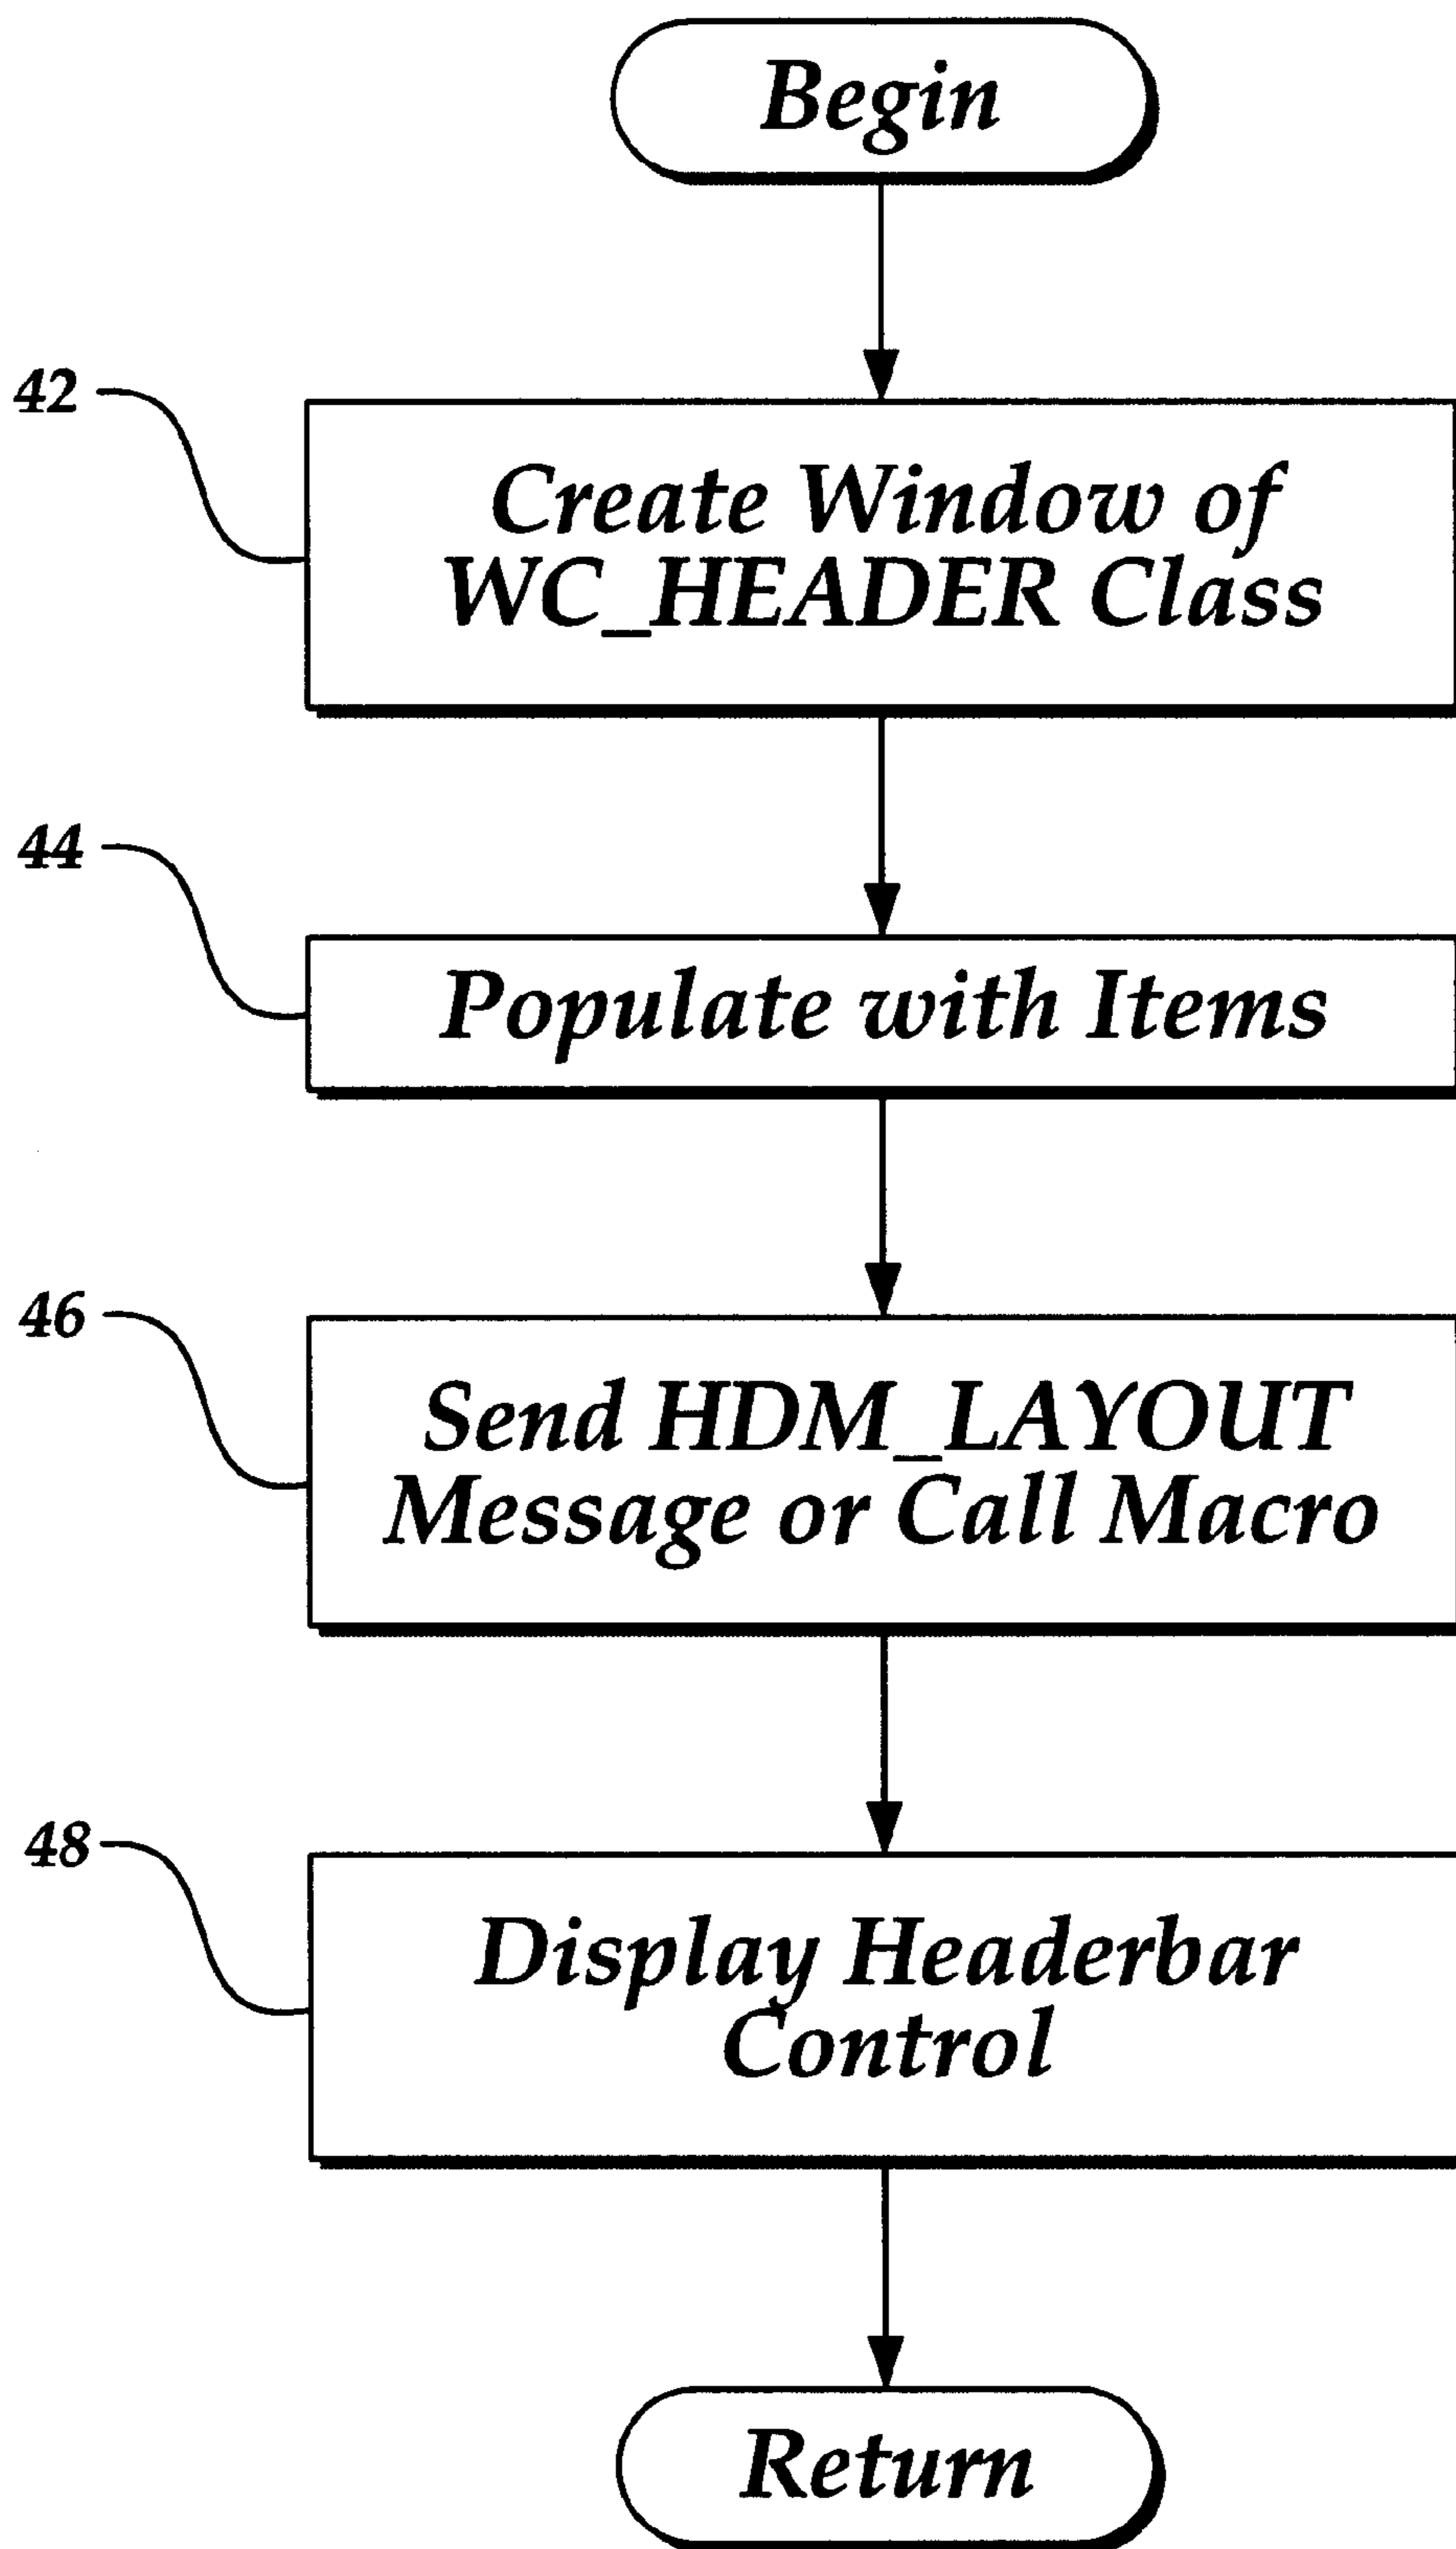 Begin
42
Create Window of
WC_HEADER Class
44
Populate with Items
46
Send HDM_LAYOUT
Message or Call Macro
48
Display Headerbar
Control
Return